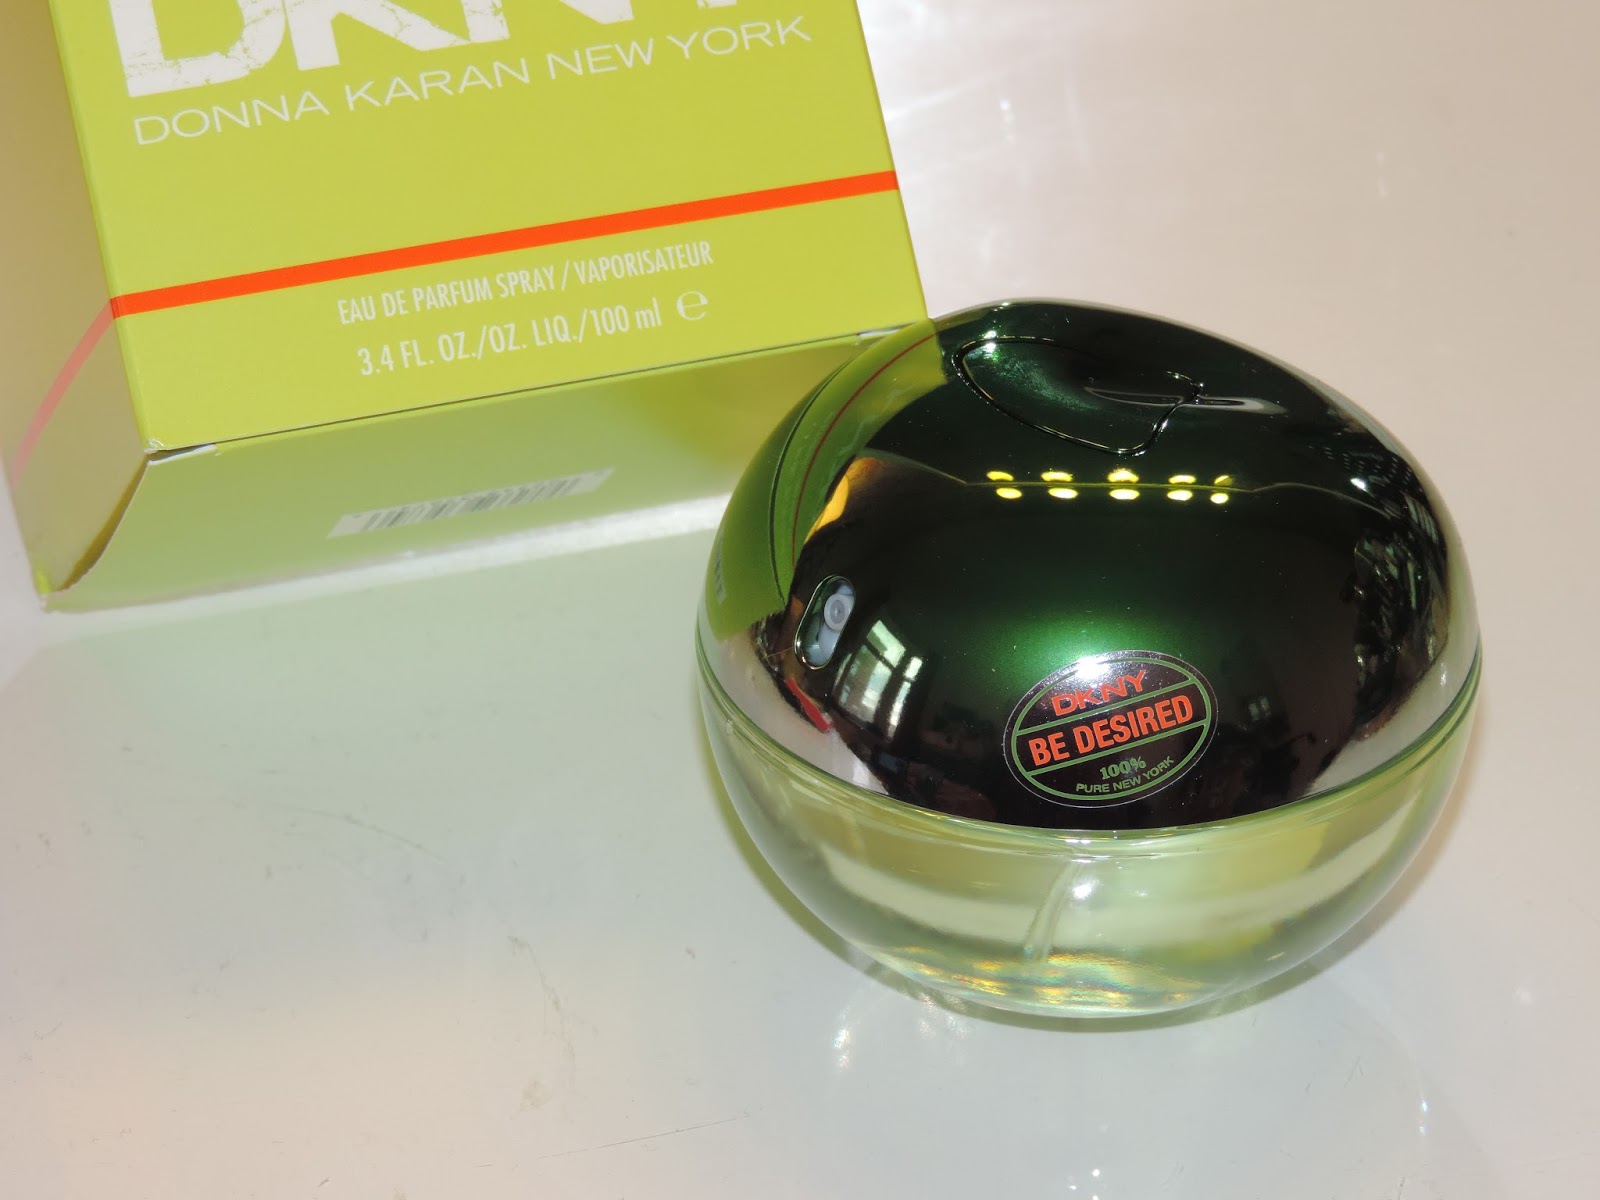 DKNY
DONNA KARAN NEW YORK
EAU DE PARFUM SPRAY / VAPORISATEUR
3.4 FL. OZ./OZ. LIQ./100 ml ℮
DKNY
BE DESIRED
100%
PURE NEW YORK